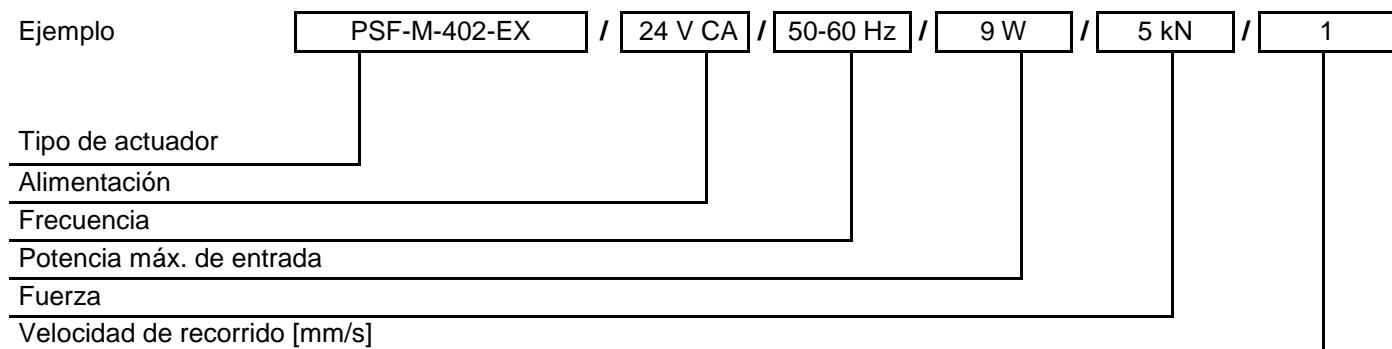 Ejemplo PSF-M-402-EX / 24 V CA / 50-60 Hz / 9 W / 5 kN / 1
Tipo de actuador
Alimentación
Frecuencia
Potencia máx. de entrada
Fuerza
Velocidad de recorrido [mm/s]